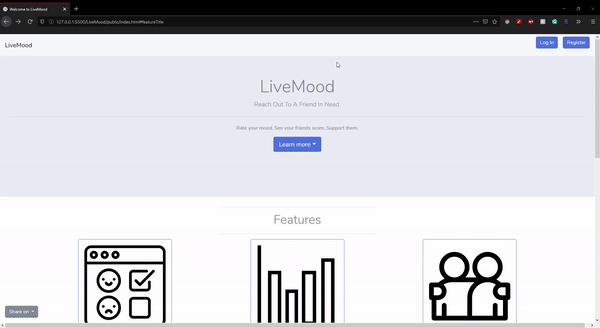 Welcome to LiveMood
127.0.0.1:5500/LiveMood/public/index.html#featureTitle
LiveMood
Log In
Register
LiveMood
Reach Out To A Friend In Need.
Rate your mood. See your friends score. Support them.
Learn more
Features
Share on